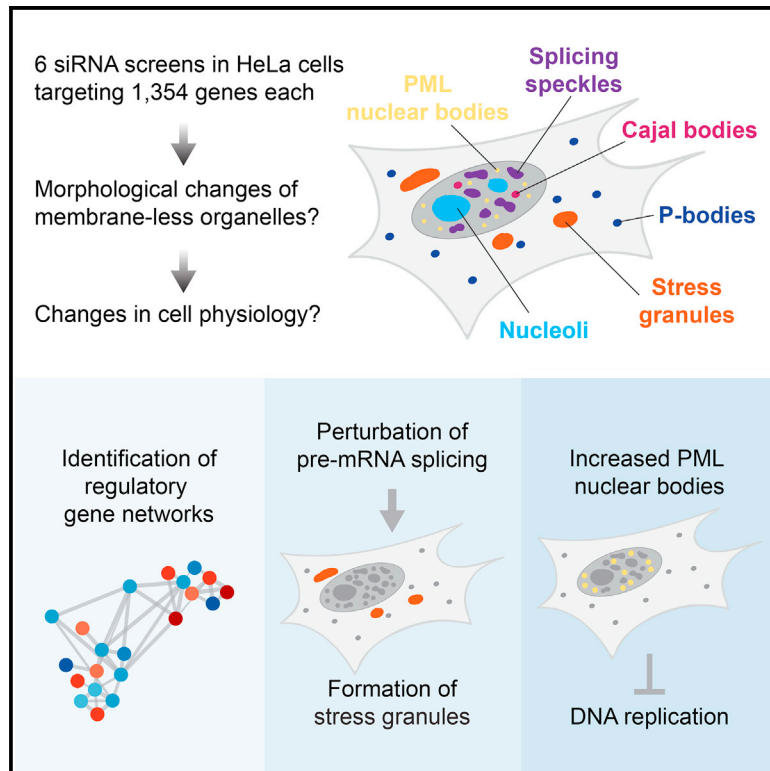 6 siRNA screens in HeLa cells
targeting 1,354 genes each
Morphological changes of
membrane-less organelles?
Changes in cell physiology?
PML
nuclear bodies
Splicing
speckles
Cajal bodies
P-bodies
Stress
granules
Nucleoli
Identification of
regulatory
gene networks
Perturbation of
pre-mRNA splicing
Formation of
stress granules
Increased PML
nuclear bodies
DNA replication